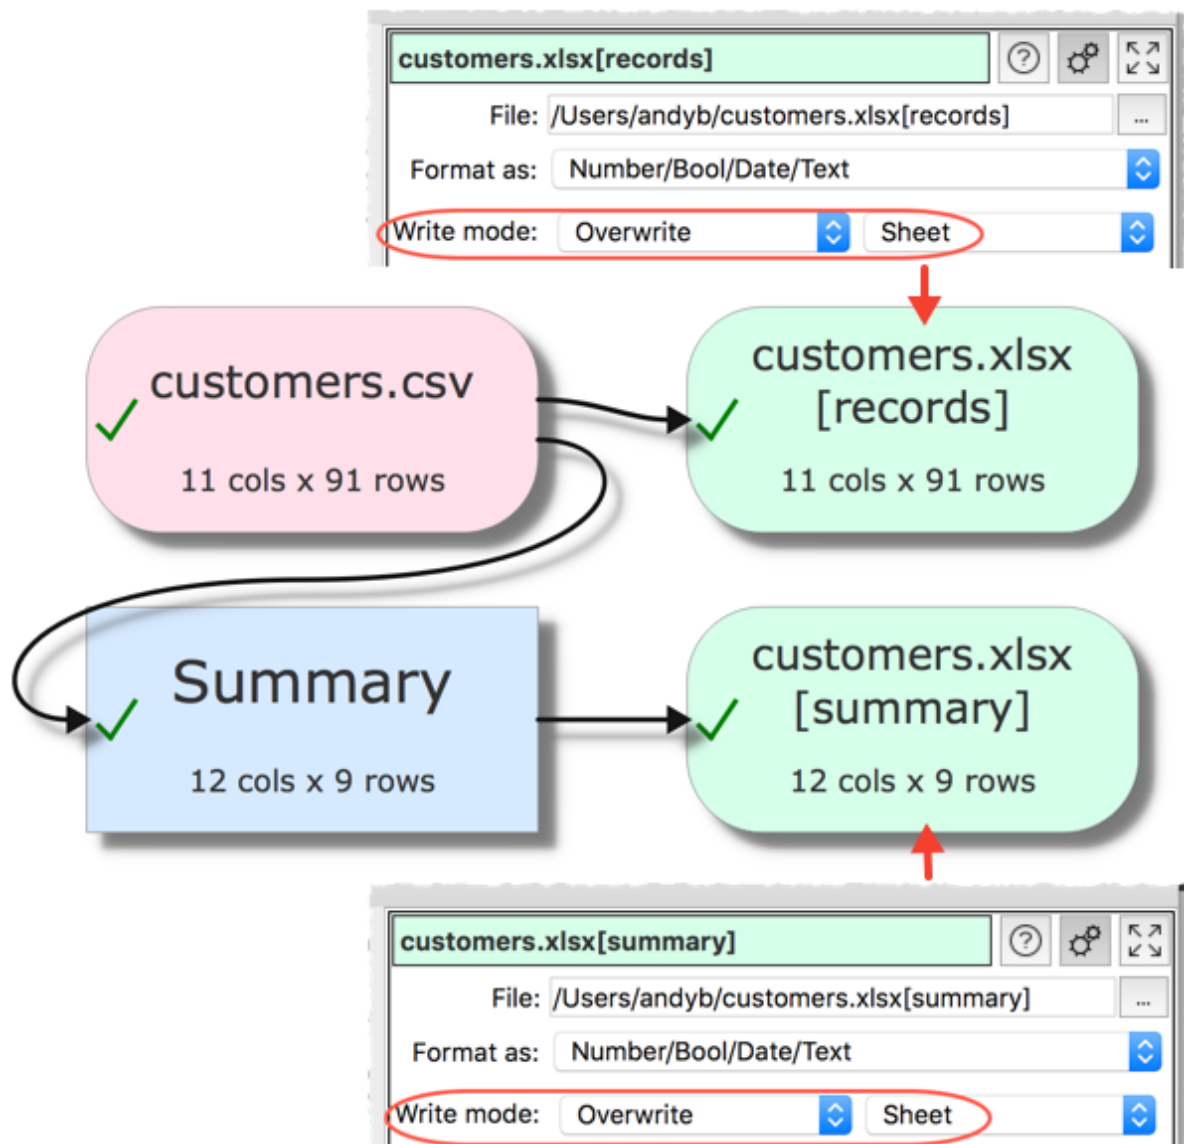 customers.xlsx[records]
File: /Users/andyb/customers.xlsx[records] ...
Format as: Number/Bool/Date/Text
Write mode: Overwrite Sheet
customers.csv
11 cols x 91 rows
customers.xlsx
[records]
11 cols x 91 rows
Summary
12 cols x 9 rows
customers.xlsx
[summary]
12 cols x 9 rows
customers.xlsx[summary]
File: /Users/andyb/customers.xlsx[summary] ...
Format as: Number/Bool/Date/Text
Write mode: Overwrite Sheet